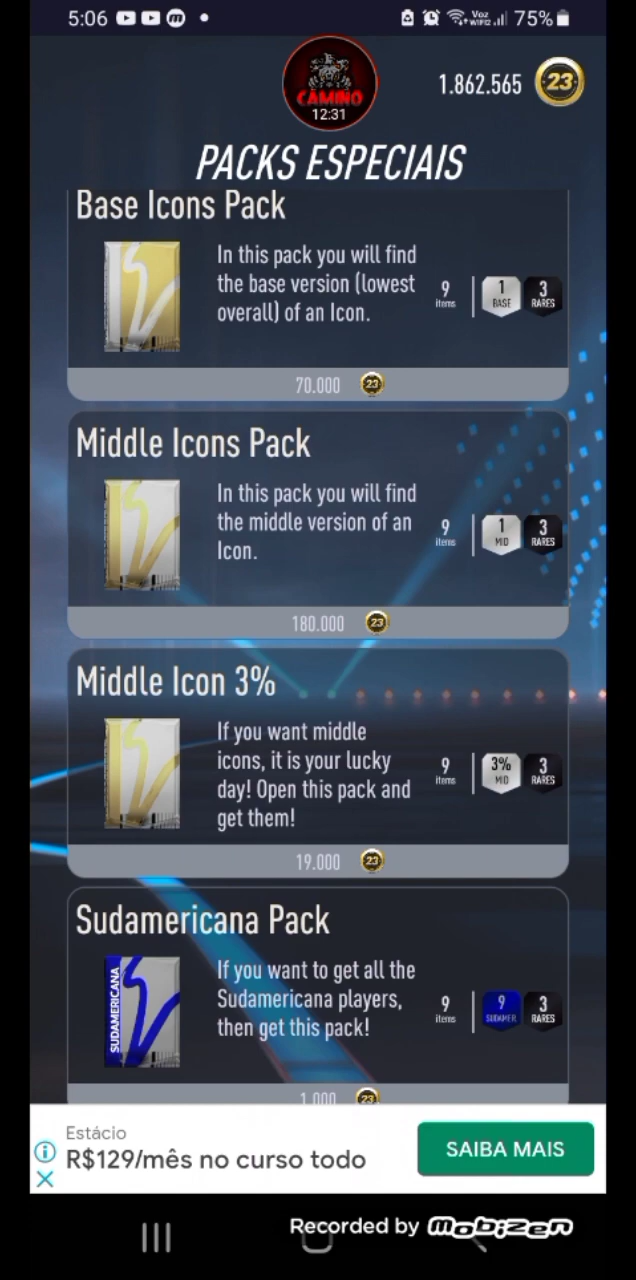 5:06
Voz
WIFI2
75%
CAMINO
12:31
1.862.565
23
PACKS ESPECIAIS
Base Icons Pack
In this pack you will find
the base version (lowest
overall) of an Icon.
9
items
1
BASE
3
RARES
70.000
23
Middle Icons Pack
In this pack you will find
the middle version of an
Icon.
9
items
1
MID
3
RARES
180.000
23
Middle Icon 3%
If you want middle
icons, it is your lucky
day! Open this pack and
get them!
9
items
3%
MID
3
RARES
19.000
23
Sudamericana Pack
SUDAMERICANA
If you want to get all the
Sudamericana players,
then get this pack!
9
items
9
SUDAMER
3
RARES
1.000
23
Estácio
R$129/mês no curso todo
SAIBA MAIS
Recorded by mobizen